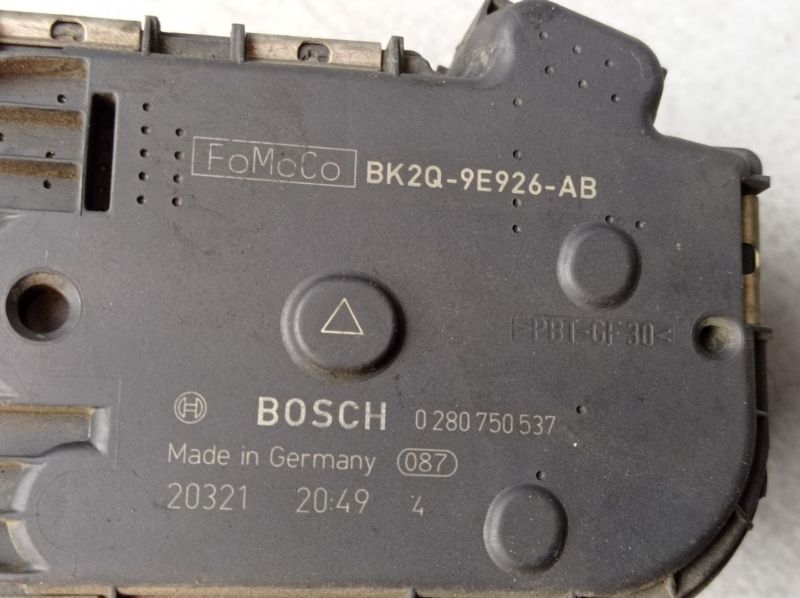 FoMoCo BK2Q-9E926-AB
>PBT-GF30<
BOSCH 0 280 750 537
Made in Germany 087
20321 20:49 4